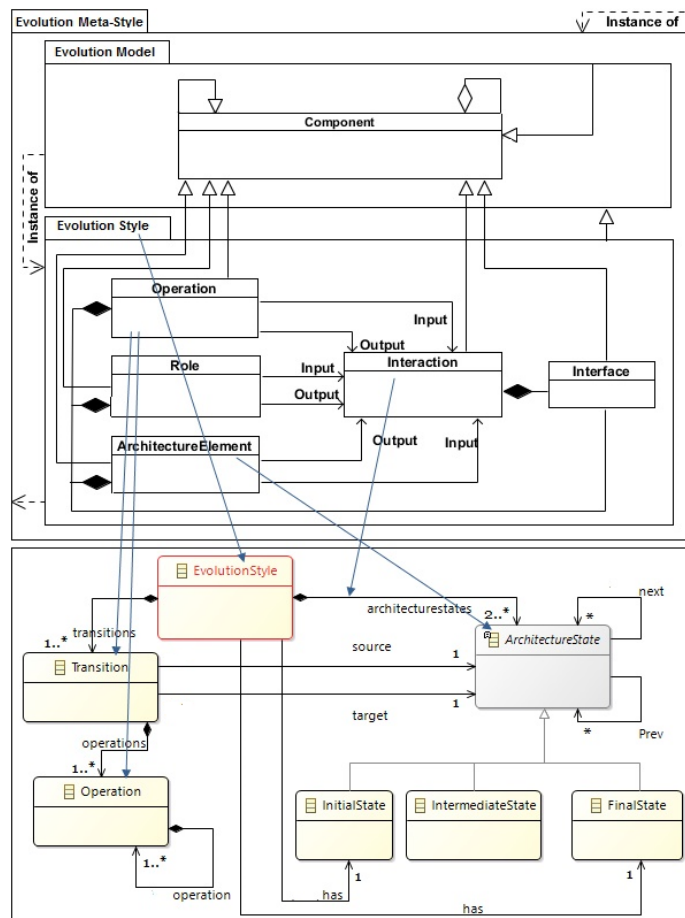 Evolution Meta-Style
Instance of
Evolution Model
Component
Instance of
Evolution Style
Operation
Input
Output
Role
Input
Interaction
Interface
Output
ArchitectureElement
Output
Input
EvolutionStyle
next
architecturestates
2..*
*
transitions
1..*
source
1
ArchitectureState
Transition
target
1
*
Prev
operations
1..*
Operation
InitialState
IntermediateState
FinalState
1..*
operation
has
1
has
1